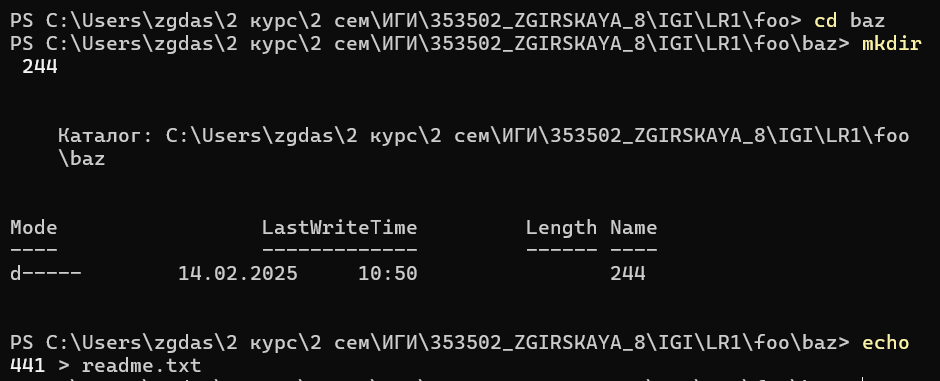 PS C:\Users\zgdas\2 курс\2 сем\ИГИ\353502_ZGIRSKAYA_8\IGI\LR1\foo> cd baz
PS C:\Users\zgdas\2 курс\2 сем\ИГИ\353502_ZGIRSKAYA_8\IGI\LR1\foo\baz> mkdir
244
Каталог: C:\Users\zgdas\2 курс\2 сем\ИГИ\353502_ZGIRSKAYA_8\IGI\LR1\foo
\baz
Mode LastWriteTime Length Name
---- ------------- ------ ----
d----- 14.02.2025 10:50 244
PS C:\Users\zgdas\2 курс\2 сем\ИГИ\353502_ZGIRSKAYA_8\IGI\LR1\foo\baz> echo
441 > readme.txt